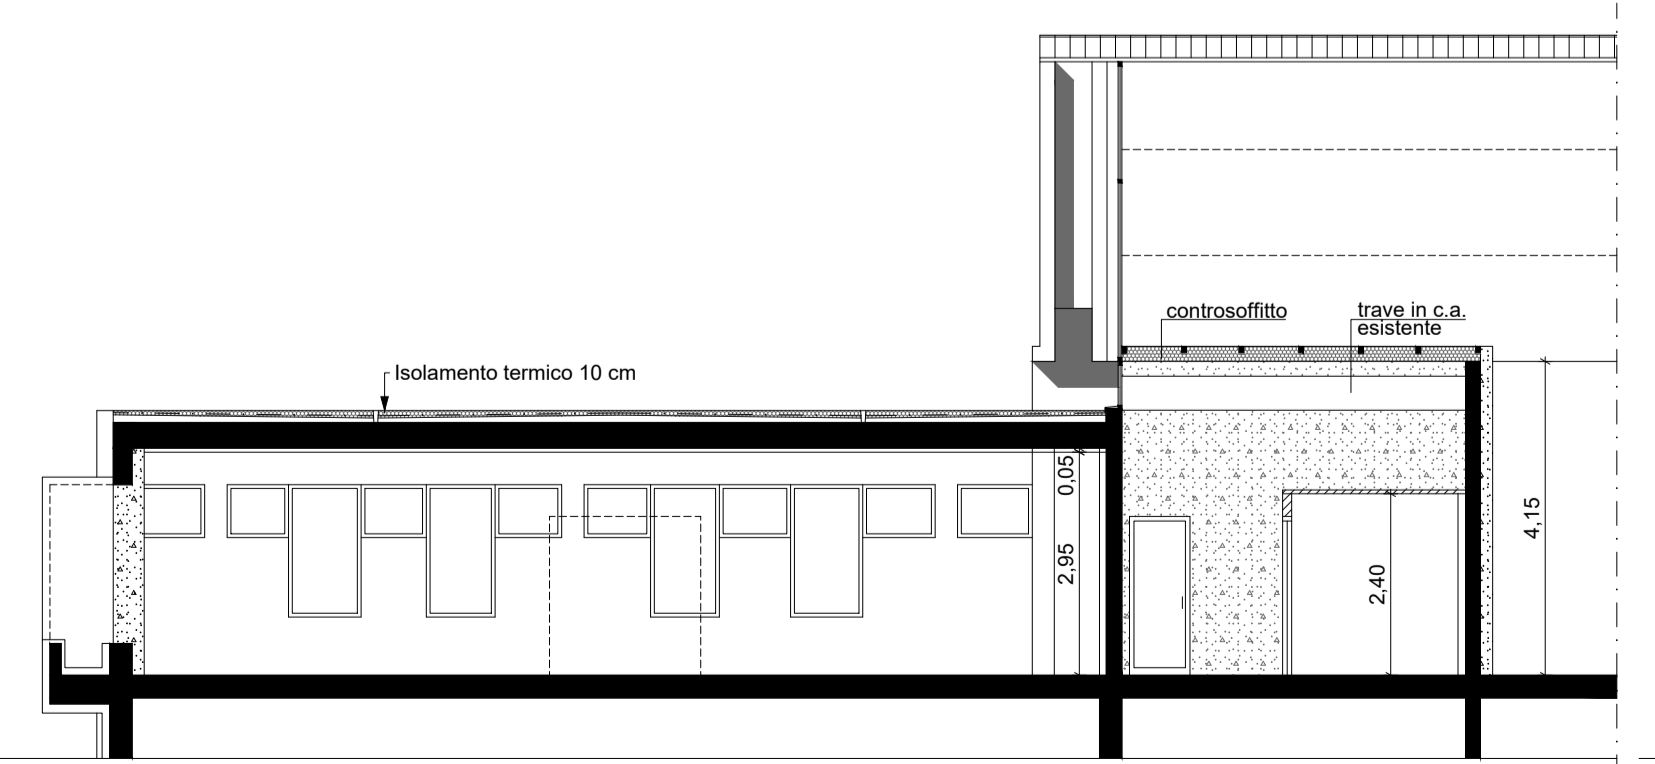 controsoffitto
trave in c.a.
esistente
Isolamento termico 10 cm
0,05
2,95
2,40
4,15